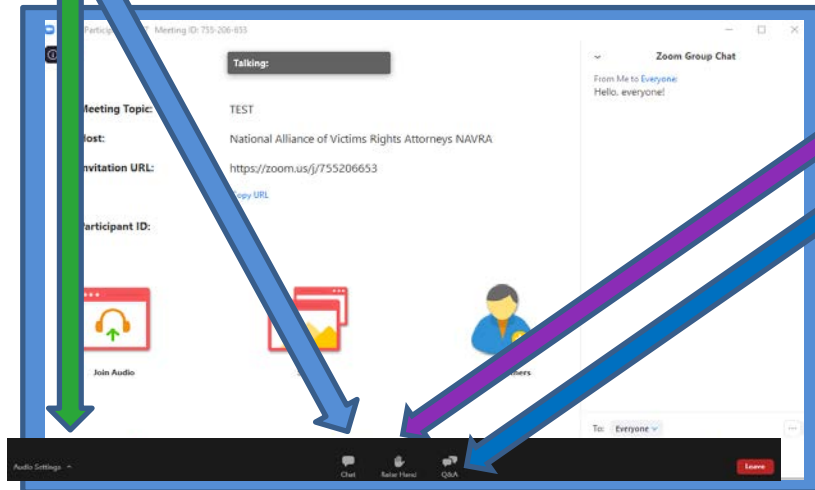 Meeting ID: 755-206-653
Talking:
Zoom Group Chat
From Me to Everyone:
Hello, everyone!
Meeting Topic: TEST
Host: National Alliance of Victims Rights Attorneys NAVRA
Invitation URL: https://zoom.us/j/755206653
Copy URL
Participant ID:
Join Audio
To: Everyone
Audio Settings
Chat
Raise Hand
Q&A
Leave